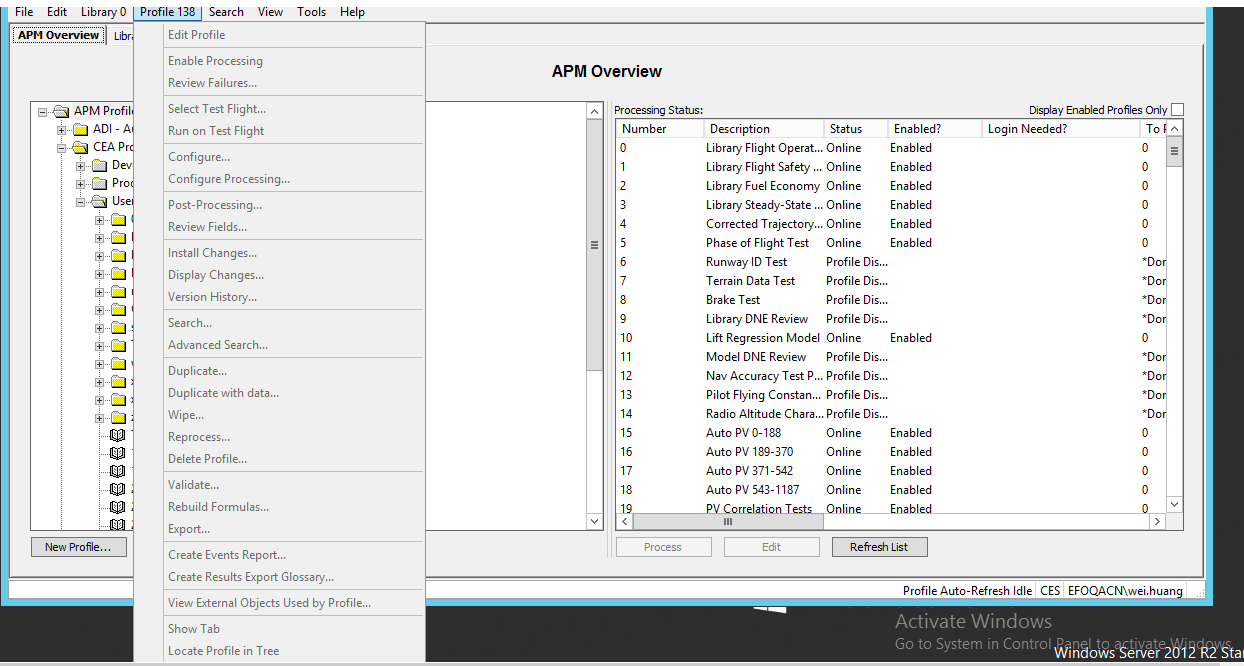 File Edit Library 0 Profile 138 Search View Tools Help
APM Overview
Edit Profile
Enable Processing
Review Failures...
Select Test Flight...
Run on Test Flight
Configure...
Configure Processing...
Post-Processing...
Review Fields...
Install Changes...
Display Changes...
Version History...
Search...
Advanced Search...
Duplicate...
Duplicate with data...
Wipe...
Reprocess...
Delete Profile...
Validate...
Rebuild Formulas...
Export...
Create Events Report...
Create Results Export Glossary...
View External Objects Used by Profile...
Show Tab
Locate Profile in Tree
APM Overview
APM Profil
ADI - A
CEA Pro
Dev
Proc
User
New Profile...
Processing Status:
Display Enabled Profiles Only
Number Description Status Enabled? Login Needed? To
0 Library Flight Operat... Online Enabled 0
1 Library Flight Safety ... Online Enabled 0
2 Library Fuel Economy Online Enabled 0
3 Library Steady-State ... Online Enabled 0
4 Corrected Trajectory... Online Enabled 0
5 Phase of Flight Test Online Enabled 0
6 Runway ID Test Profile Dis... *Dor
7 Terrain Data Test Profile Dis... *Dor
8 Brake Test Profile Dis... *Dor
9 Library DNE Review Profile Dis... *Dor
10 Lift Regression Model Online Enabled 0
11 Model DNE Review Profile Dis... *Dor
12 Nav Accuracy Test P... Profile Dis... *Dor
13 Pilot Flying Constan... Profile Dis... *Dor
14 Radio Altitude Chara... Profile Dis... *Dor
15 Auto PV 0-188 Online Enabled 0
16 Auto PV 189-370 Online Enabled 0
17 Auto PV 371-542 Online Enabled 0
18 Auto PV 543-1187 Online Enabled 0
19 PV Correlation Tests Online Enabled 0
Process Edit Refresh List
Profile Auto-Refresh Idle CES EFOQACN\wei.huang
Activate Windows
Go to System in Control Panel to activate Windows.
Windows Server 2012 R2 Star